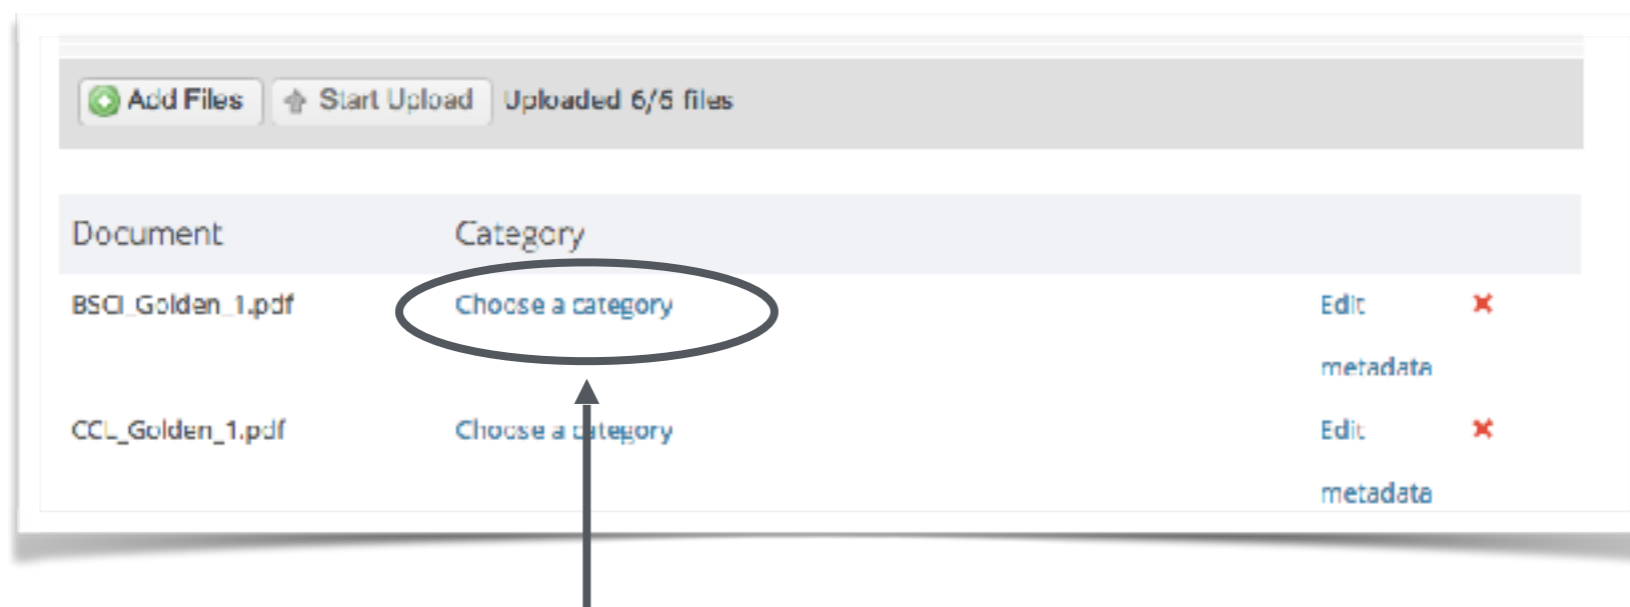 Add Files Start Upload Uploaded 6/6 files
Document Category
BSCI_Golden_1.pdf Choose a category Edit
metadata
CCL_Golden_1.pdf Choose a category Edit
metadata